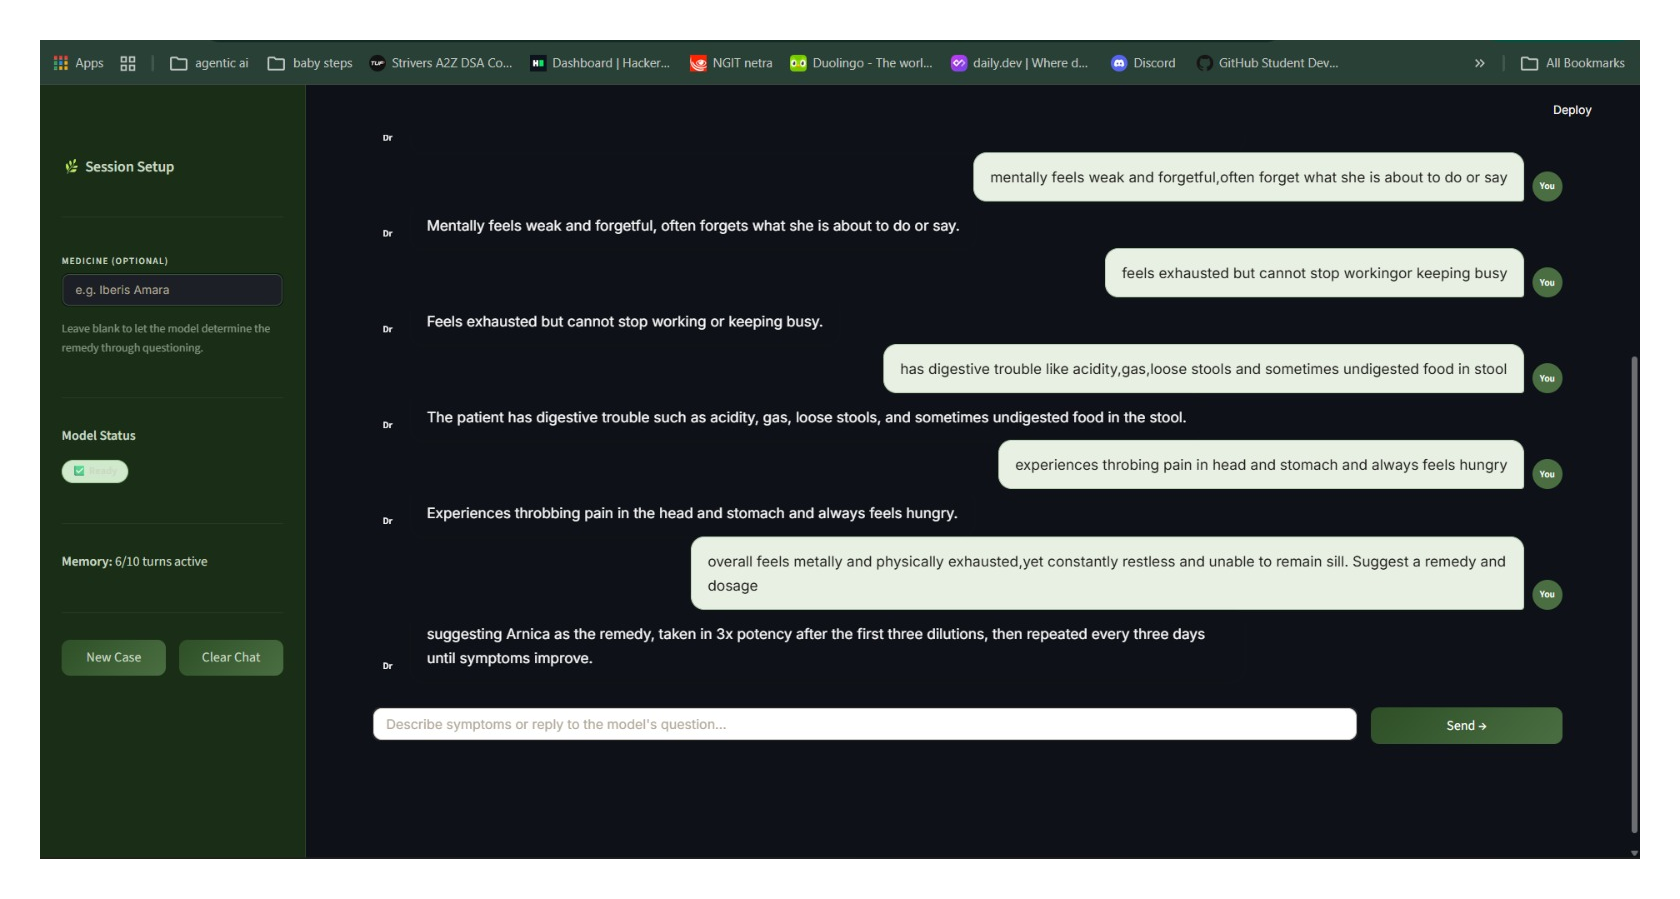 Apps
agentic ai
baby steps
Strivers A2Z DSA Co...
Dashboard | Hacker...
NGIT netra
Duolingo - The worl...
daily.dev | Where d...
Discord
GitHub Student Dev...
»
All Bookmarks
Deploy
Session Setup
MEDICINE (OPTIONAL)
e.g. Iberis Amara
Leave blank to let the model determine the
remedy through questioning.
Model Status
Ready
Memory: 6/10 turns active
New Case
Clear Chat
Dr
mentally feels weak and forgetful,often forget what she is about to do or say
You
Mentally feels weak and forgetful, often forgets what she is about to do or say.
Dr
feels exhausted but cannot stop workingor keeping busy
You
Feels exhausted but cannot stop working or keeping busy.
Dr
has digestive trouble like acidity,gas,loose stools and sometimes undigested food in stool
You
The patient has digestive trouble such as acidity, gas, loose stools, and sometimes undigested food in the stool.
Dr
experiences throbing pain in head and stomach and always feels hungry
You
Experiences throbbing pain in the head and stomach and always feels hungry.
Dr
overall feels metally and physically exhausted,yet constantly restless and unable to remain sill. Suggest a remedy and
dosage
You
suggesting Arnica as the remedy, taken in 3x potency after the first three dilutions, then repeated every three days
until symptoms improve.
Dr
Describe symptoms or reply to the model's question...
Send →